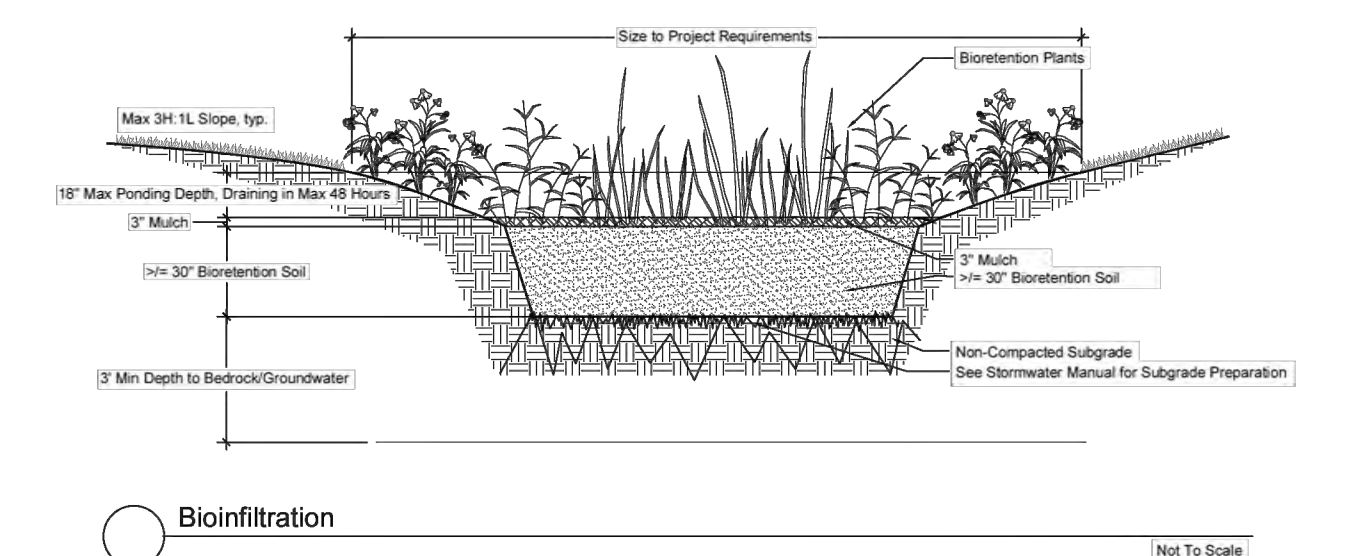 Size to Project Requirements
Bioretention Plants
Max 3H:1L Slope, typ.
18" Max Ponding Depth, Draining in Max 48 Hours
3" Mulch
>/= 30" Bioretention Soil
3" Mulch
>/= 30" Bioretention Soil
Non-Compacted Subgrade
See Stormwater Manual for Subgrade Preparation
3' Min Depth to Bedrock/Groundwater
Bioinfiltration
Not To Scale